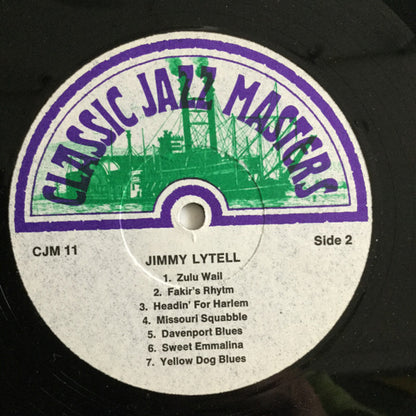 CLASSIC JAZZ MASTERS
CJM 11
JIMMY LYTELL
Side 2
1. Zulu Wail
2. Fakir's Rhytm
3. Headin' For Harlem
4. Missouri Squabble
5. Davenport Blues
6. Sweet Emmalina
7. Yellow Dog Blues